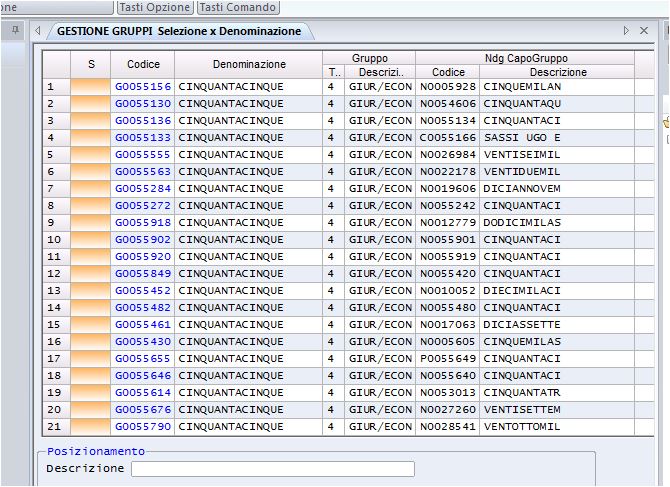 one Tasti Opzione Tasti Comando
GESTIONE GRUPPI Selezione x Denominazione
Gruppo Ndg CapoGruppo
S Codice Denominazione T.. Descrizi.. Codice Descrizione
1 G0055156 CINQUANTACINQUE 4 GIUR/ECON N0005928 CINQUEMILAN
2 G0055130 CINQUANTACINQUE 4 GIUR/ECON N0054606 CINQUANTAQU
3 G0055136 CINQUANTACINQUE 4 GIUR/ECON N0055134 CINQUANTACI
4 G0055133 CINQUANTACINQUE 4 GIUR/ECON C0055166 SASSI UGO E
5 G0055555 CINQUANTACINQUE 4 GIUR/ECON N0026984 VENTISEIMIL
6 G0055563 CINQUANTACINQUE 4 GIUR/ECON N0022178 VENTIDUEMIL
7 G0055284 CINQUANTACINQUE 4 GIUR/ECON N0019606 DICIANNOVEM
8 G0055272 CINQUANTACINQUE 4 GIUR/ECON N0055242 CINQUANTACI
9 G0055918 CINQUANTACINQUE 4 GIUR/ECON N0012779 DODICIMILAS
10 G0055902 CINQUANTACINQUE 4 GIUR/ECON N0055901 CINQUANTACI
11 G0055920 CINQUANTACINQUE 4 GIUR/ECON N0055919 CINQUANTACI
12 G0055849 CINQUANTACINQUE 4 GIUR/ECON N0055420 CINQUANTACI
13 G0055452 CINQUANTACINQUE 4 GIUR/ECON N0010052 DIECIMILACI
14 G0055482 CINQUANTACINQUE 4 GIUR/ECON N0055480 CINQUANTACI
15 G0055461 CINQUANTACINQUE 4 GIUR/ECON N0017063 DICIASSETTE
16 G0055430 CINQUANTACINQUE 4 GIUR/ECON N0005605 CINQUEMILAS
17 G0055655 CINQUANTACINQUE 4 GIUR/ECON P0055649 CINQUANTACI
18 G0055646 CINQUANTACINQUE 4 GIUR/ECON N0055640 CINQUANTACI
19 G0055614 CINQUANTACINQUE 4 GIUR/ECON N0053013 CINQUANTATR
20 G0055676 CINQUANTACINQUE 4 GIUR/ECON N0027260 VENTISETTEM
21 G0055790 CINQUANTACINQUE 4 GIUR/ECON N0028541 VENTOTTOMIL
Posizionamento
Descrizione